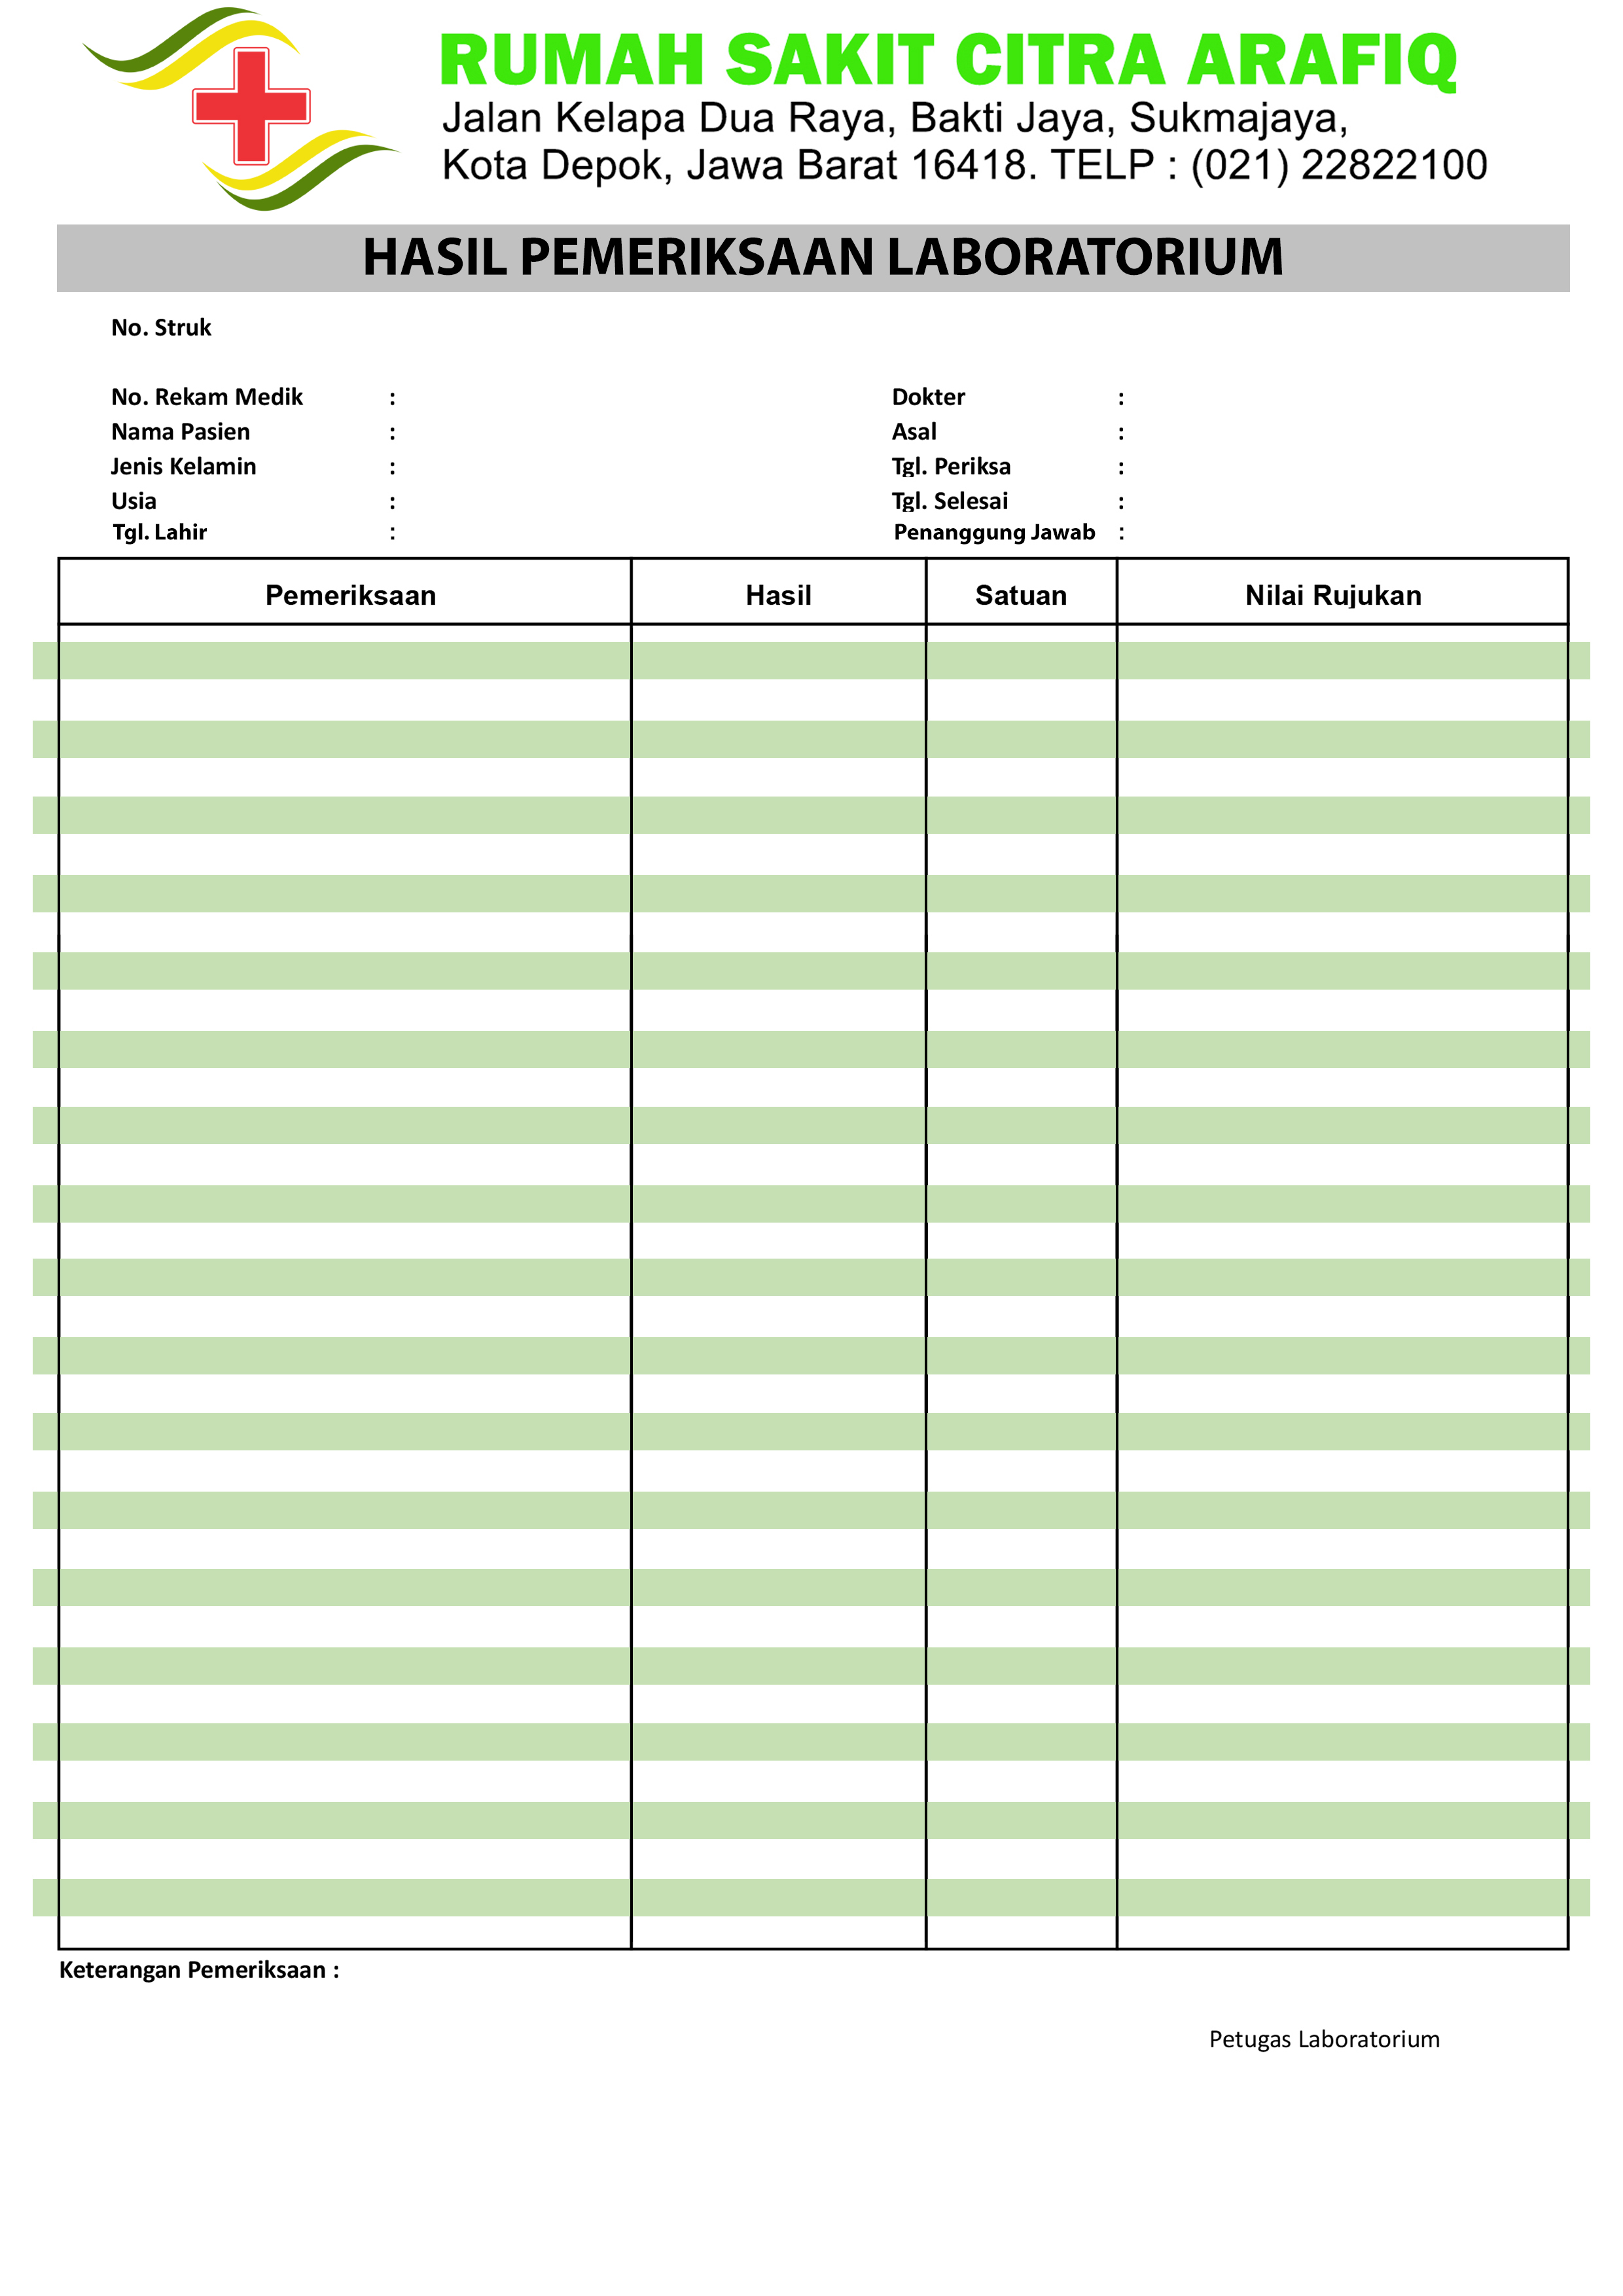 RUMAH SAKIT CITRA ARAFIQ
Jalan Kelapa Dua Raya, Bakti Jaya, Sukmajaya,
Kota Depok, Jawa Barat 16418. TELP : (021) 22822100
HASIL PEMERIKSAAN LABORATORIUM
No. Struk
No. Rekam Medik : Dokter :
Nama Pasien : Asal :
Jenis Kelamin : Tgl. Periksa :
Usia : Tgl. Selesai :
Tgl. Lahir : Penanggung Jawab :
Pemeriksaan Hasil Satuan Nilai Rujukan
Keterangan Pemeriksaan :
Petugas Laboratorium